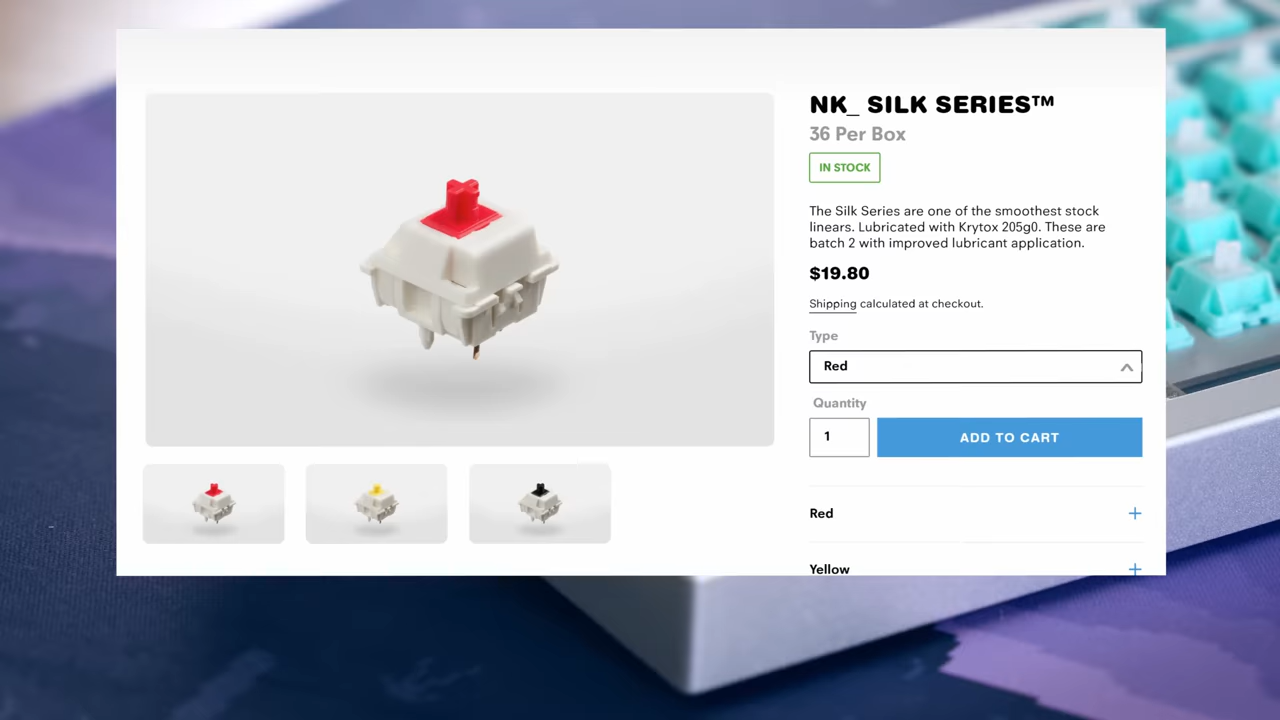 NK_ SILK SERIES™
36 Per Box
IN STOCK
The Silk Series are one of the smoothest stock
linears. Lubricated with Krytox 205g0. These are
batch 2 with improved lubricant application.
$19.80
Shipping calculated at checkout.
Type
Red
Quantity
1
ADD TO CART
Red
Yellow